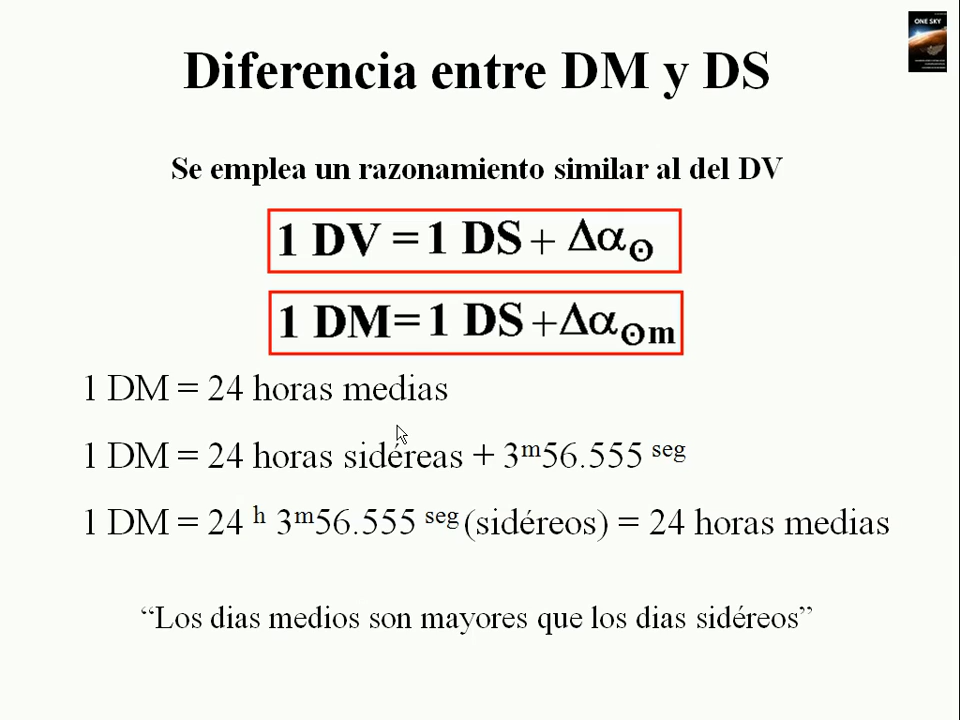 ONE SKY
Diferencia entre DM y DS
Se emplea un razonamiento similar al del DV
1 DV = 1 DS + Δα⊙
1 DM = 1 DS + Δα⊙m
1 DM = 24 horas medias
1 DM = 24 horas sidéreas + 3ᵐ56.555 ˢᵉᵍ
1 DM = 24 ʰ 3ᵐ56.555 ˢᵉᵍ (sidéreos) = 24 horas medias
“Los dias medios son mayores que los dias sidéreos”